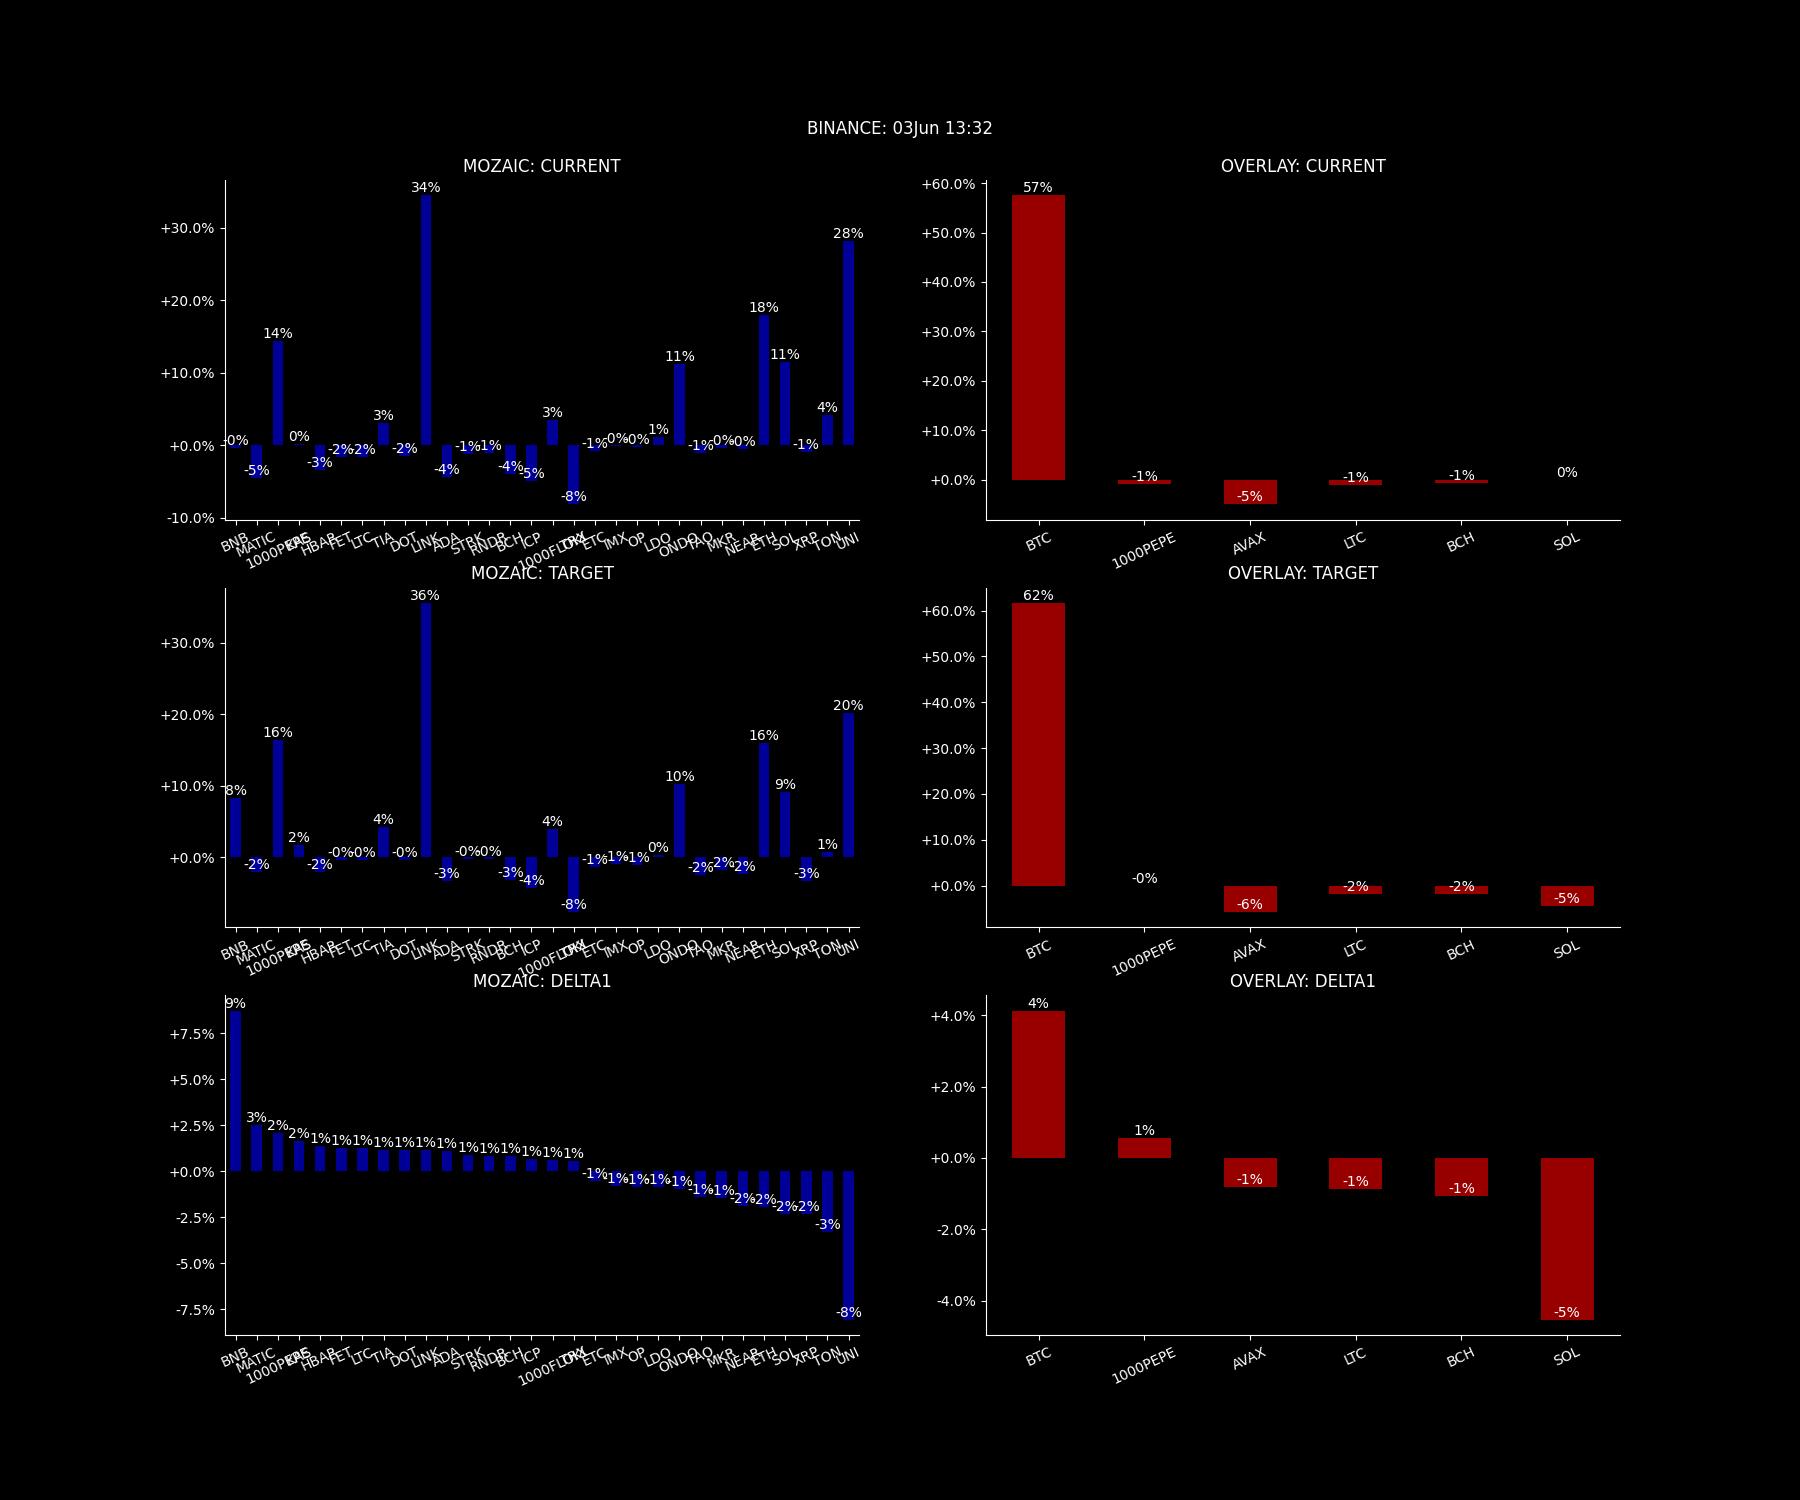 BINANCE: 03Jun 13:32
MOZAIC: CURRENT
+30.0%
+20.0%
+10.0%
+0.0%
-10.0%
-0% -5% 14% 0% -3% -2% -2% 3% -2% 34% -4% -1% -1% -4% -5% 3% -8% -1% -0% -0% 1% 11% -1% -0% -0% 18% 11% -1% 4% 28%
BNB MATIC 1000PEPE HBAR FET LTC TIA DOT LINK ADA STRK RNDR BCH ICP 1000FLOKI TRX ETC IMX OP LDO ONDO TAO MKR NEAR ETH SOL XRP TON UNI
OVERLAY: CURRENT
+60.0%
+50.0%
+40.0%
+30.0%
+20.0%
+10.0%
+0.0%
57% -1% -5% -1% -1% 0%
BTC 1000PEPE AVAX LTC BCH SOL
MOZAIC: TARGET
+30.0%
+20.0%
+10.0%
+0.0%
8% -2% 16% 2% -2% -0% -0% 4% -0% 36% -3% -0% -0% -3% -4% 4% -8% -1% -1% -1% 0% 10% -2% -2% -2% 16% 9% -3% 1% 20%
BNB MATIC 1000PEPE HBAR FET LTC TIA DOT LINK ADA STRK RNDR BCH ICP 1000FLOKI TRX ETC IMX OP LDO ONDO TAO MKR NEAR ETH SOL XRP TON UNI
OVERLAY: TARGET
+60.0%
+50.0%
+40.0%
+30.0%
+20.0%
+10.0%
+0.0%
62% -0% -6% -2% -2% -5%
BTC 1000PEPE AVAX LTC BCH SOL
MOZAIC: DELTA1
+7.5%
+5.0%
+2.5%
+0.0%
-2.5%
-5.0%
-7.5%
9% 3% 2% 2% 1% 1% 1% 1% 1% 1% 1% 1% 1% 1% 1% 1% 1% -1% -1% -1% -1% -1% -1% -1% -2% -2% -2% -2% -3% -8%
BNB MATIC 1000PEPE HBAR FET LTC TIA DOT LINK ADA STRK RNDR BCH ICP 1000FLOKI TRX ETC IMX OP LDO ONDO TAO MKR NEAR ETH SOL XRP TON UNI
OVERLAY: DELTA1
+4.0%
+2.0%
+0.0%
-2.0%
-4.0%
4% 1% -1% -1% -1% -5%
BTC 1000PEPE AVAX LTC BCH SOL